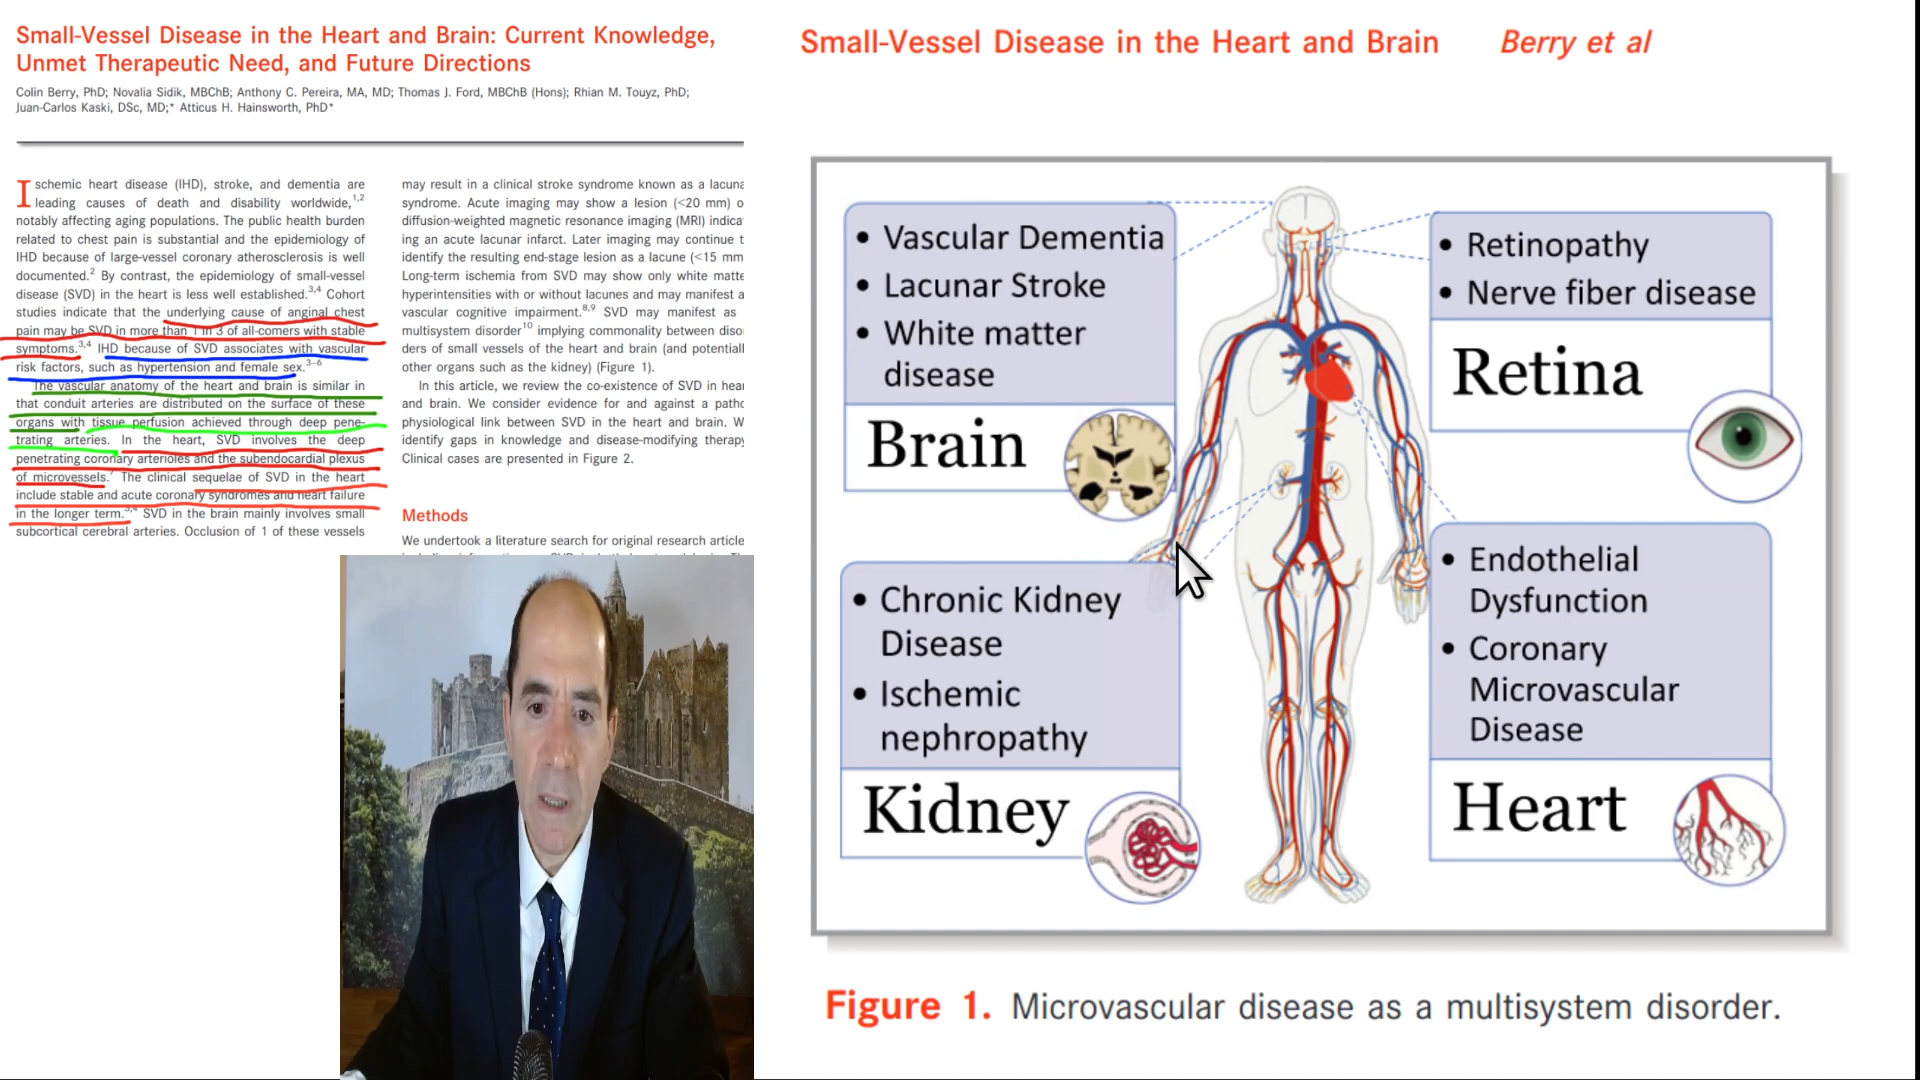 Small-Vessel Disease in the Heart and Brain: Current Knowledge,
Unmet Therapeutic Need, and Future Directions
Colin Berry, PhD; Novalia Sidik, MBChB; Anthony C. Pereira, MA, MD; Thomas J. Ford, MBChB (Hons); Rhian M. Touyz, PhD;
Juan-Carlos Kaski, DSc, MD;* Atticus H. Hainsworth, PhD*
Ischemic heart disease (IHD), stroke, and dementia are
leading causes of death and disability worldwide,1,2
notably affecting aging populations. The public health burden
related to chest pain is substantial and the epidemiology of
IHD because of large-vessel coronary atherosclerosis is well
documented.2 By contrast, the epidemiology of small-vessel
disease (SVD) in the heart is less well established.3,4 Cohort
studies indicate that the underlying cause of anginal chest
pain may be SVD in more than 1 in 3 of all-comers with stable
symptoms.3,4 IHD because of SVD associates with vascular
risk factors, such as hypertension and female sex.3–6
The vascular anatomy of the heart and brain is similar in
that conduit arteries are distributed on the surface of these
organs with tissue perfusion achieved through deep pene-
trating arteries. In the heart, SVD involves the deep
penetrating coronary arterioles and the subendocardial plexus
of microvessels.7 The clinical sequelae of SVD in the heart
include stable and acute coronary syndromes and heart failure
in the longer term.3,4 SVD in the brain mainly involves small
subcortical cerebral arteries. Occlusion of 1 of these vessels
may result in a clinical stroke syndrome known as a lacuna
syndrome. Acute imaging may show a lesion (<20 mm) o
diffusion-weighted magnetic resonance imaging (MRI) indica
ing an acute lacunar infarct. Later imaging may continue t
identify the resulting end-stage lesion as a lacune (<15 mm
Long-term ischemia from SVD may show only white matte
hyperintensities with or without lacunes and may manifest a
vascular cognitive impairment.8,9 SVD may manifest as
multisystem disorder10 implying commonality between diso
ders of small vessels of the heart and brain (and potentiall
other organs such as the kidney) (Figure 1).
In this article, we review the co-existence of SVD in hea
and brain. We consider evidence for and against a patho
physiological link between SVD in the heart and brain. W
identify gaps in knowledge and disease-modifying therapy
Clinical cases are presented in Figure 2.
Methods
We undertook a literature search for original research article
Small-Vessel Disease in the Heart and Brain Berry et al
• Vascular Dementia
• Lacunar Stroke
• White matter
disease
Brain
• Retinopathy
• Nerve fiber disease
Retina
• Chronic Kidney
Disease
• Ischemic
nephropathy
Kidney
• Endothelial
Dysfunction
• Coronary
Microvascular
Disease
Heart
Figure 1. Microvascular disease as a multisystem disorder.